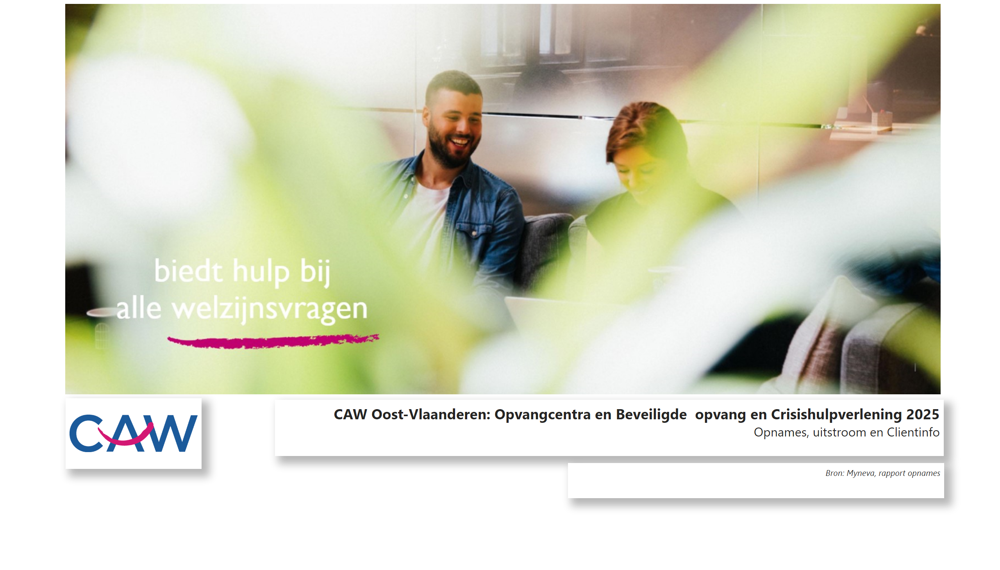 biedt hulp bij
alle welzijnsvragen
CAW
CAW Oost-Vlaanderen: Opvangcentra en Beveiligde  opvang en Crisishulpverlening 2025
Opnames, uitstroom en Clientinfo
Bron: Myneva, rapport opnames